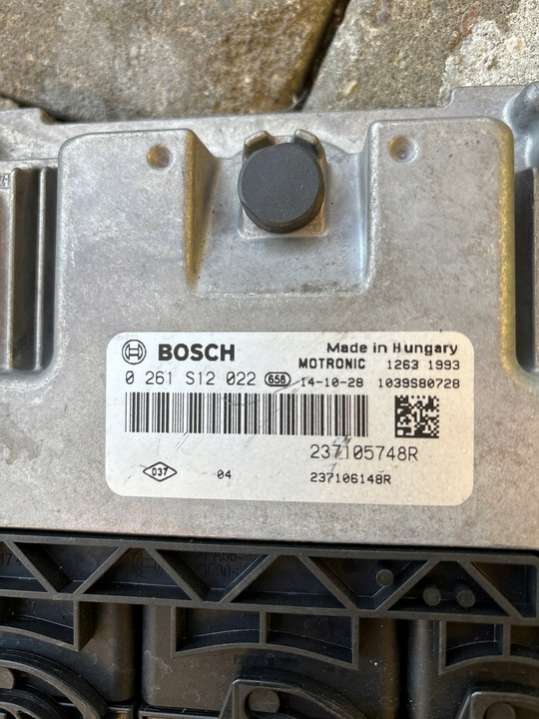 BOSCH
Made in Hungary
MOTRONIC 1263 1993
0 261 S12 022 656 14-10-28 1039S80728
237105748R
037 04 237106148R